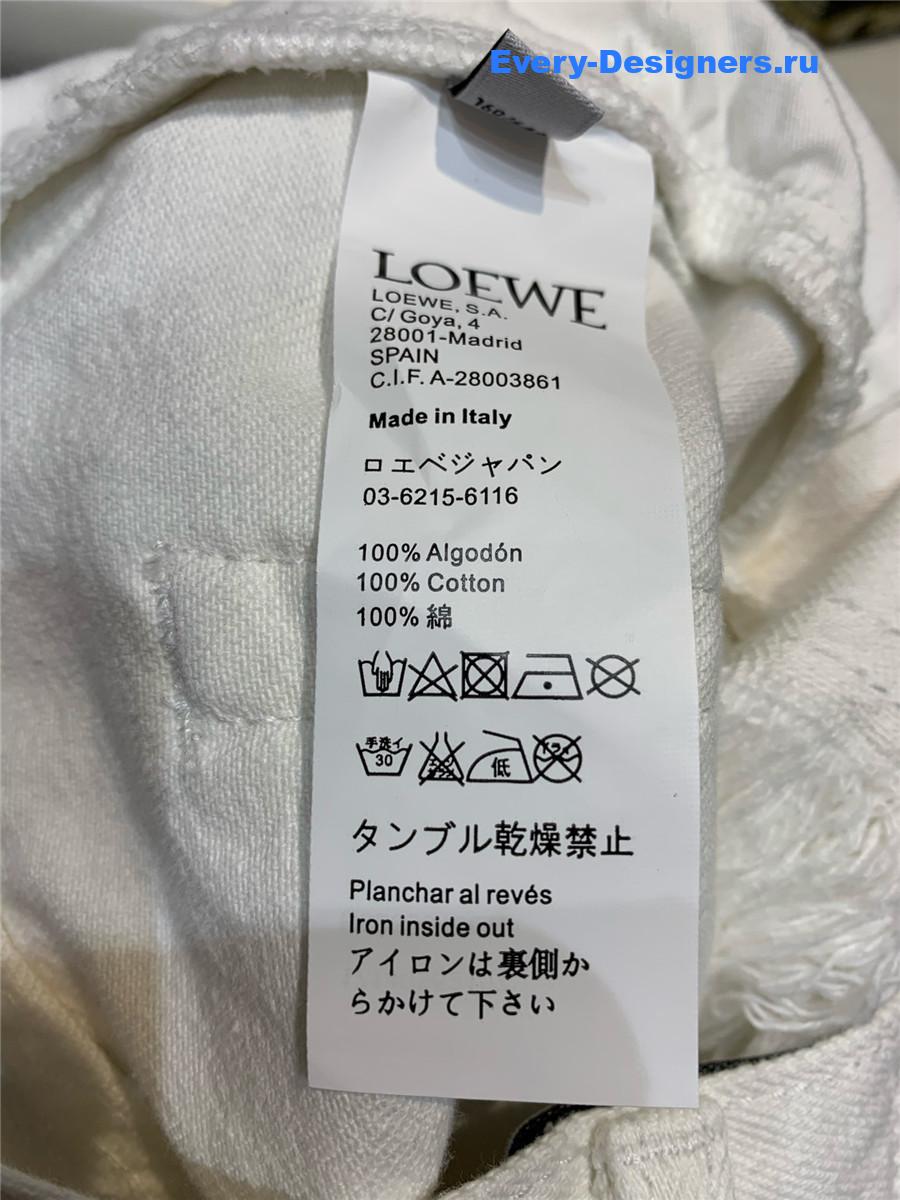 Every-Designers.ru
LOEWE
LOEWE, S.A.
C/ Goya, 4
28001-Madrid
SPAIN
C.I.F. A-28003861
Made in Italy
ロエベジャパン
03-6215-6116
100% Algodón
100% Cotton
100% 綿
手洗イ
30
低
タンブル乾燥禁止
Planchar al revés
Iron inside out
アイロンは裏側か
らかけて下さい